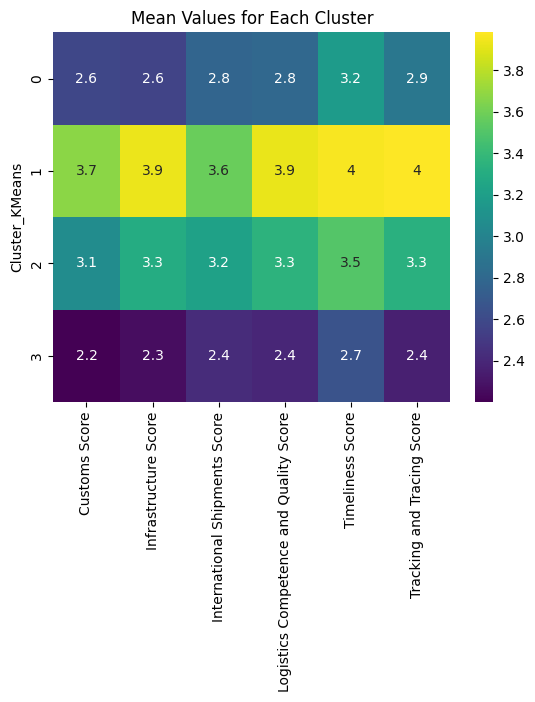 Mean Values for Each Cluster
Cluster_KMeans
0
2.6 2.6 2.8 2.8 3.2 2.9
1
3.7 3.9 3.6 3.9 4 4
2
3.1 3.3 3.2 3.3 3.5 3.3
3
2.2 2.3 2.4 2.4 2.7 2.4
Customs Score
Infrastructure Score
International Shipments Score
Logistics Competence and Quality Score
Timeliness Score
Tracking and Tracing Score
3.8
3.6
3.4
3.2
3.0
2.8
2.6
2.4